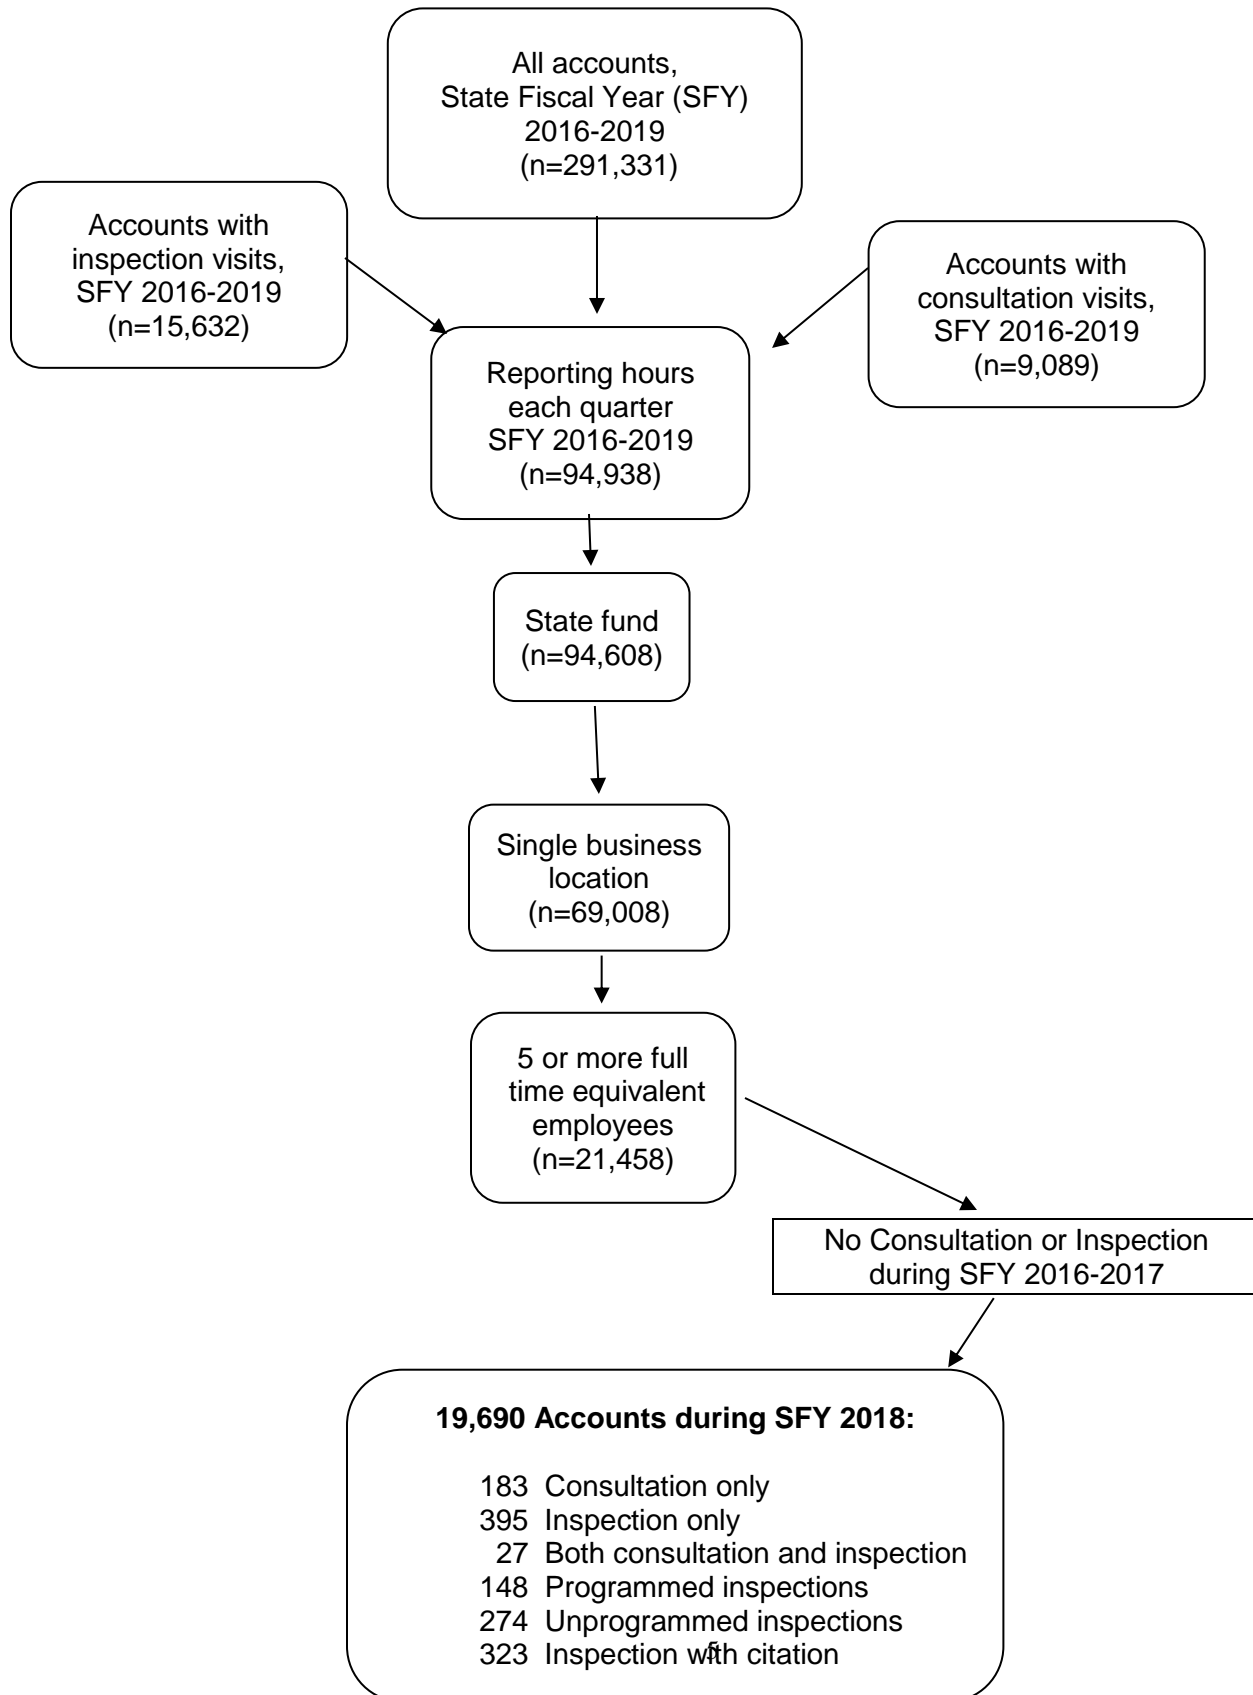 All accounts,
State Fiscal Year (SFY)
2016-2019
(n=291,331)
Accounts with
inspection visits,
SFY 2016-2019
(n=15,632)
Accounts with
consultation visits,
SFY 2016-2019
(n=9,089)
Reporting hours
each quarter
SFY 2016-2019
(n=94,938)
State fund
(n=94,608)
Single business
location
(n=69,008)
5 or more full
time equivalent
employees
(n=21,458)
No Consultation or Inspection
during SFY 2016-2017
19,690 Accounts during SFY 2018:
183 Consultation only
395 Inspection only
27 Both consultation and inspection
148 Programmed inspections
274 Unprogrammed inspections
323 Inspection with citation
5